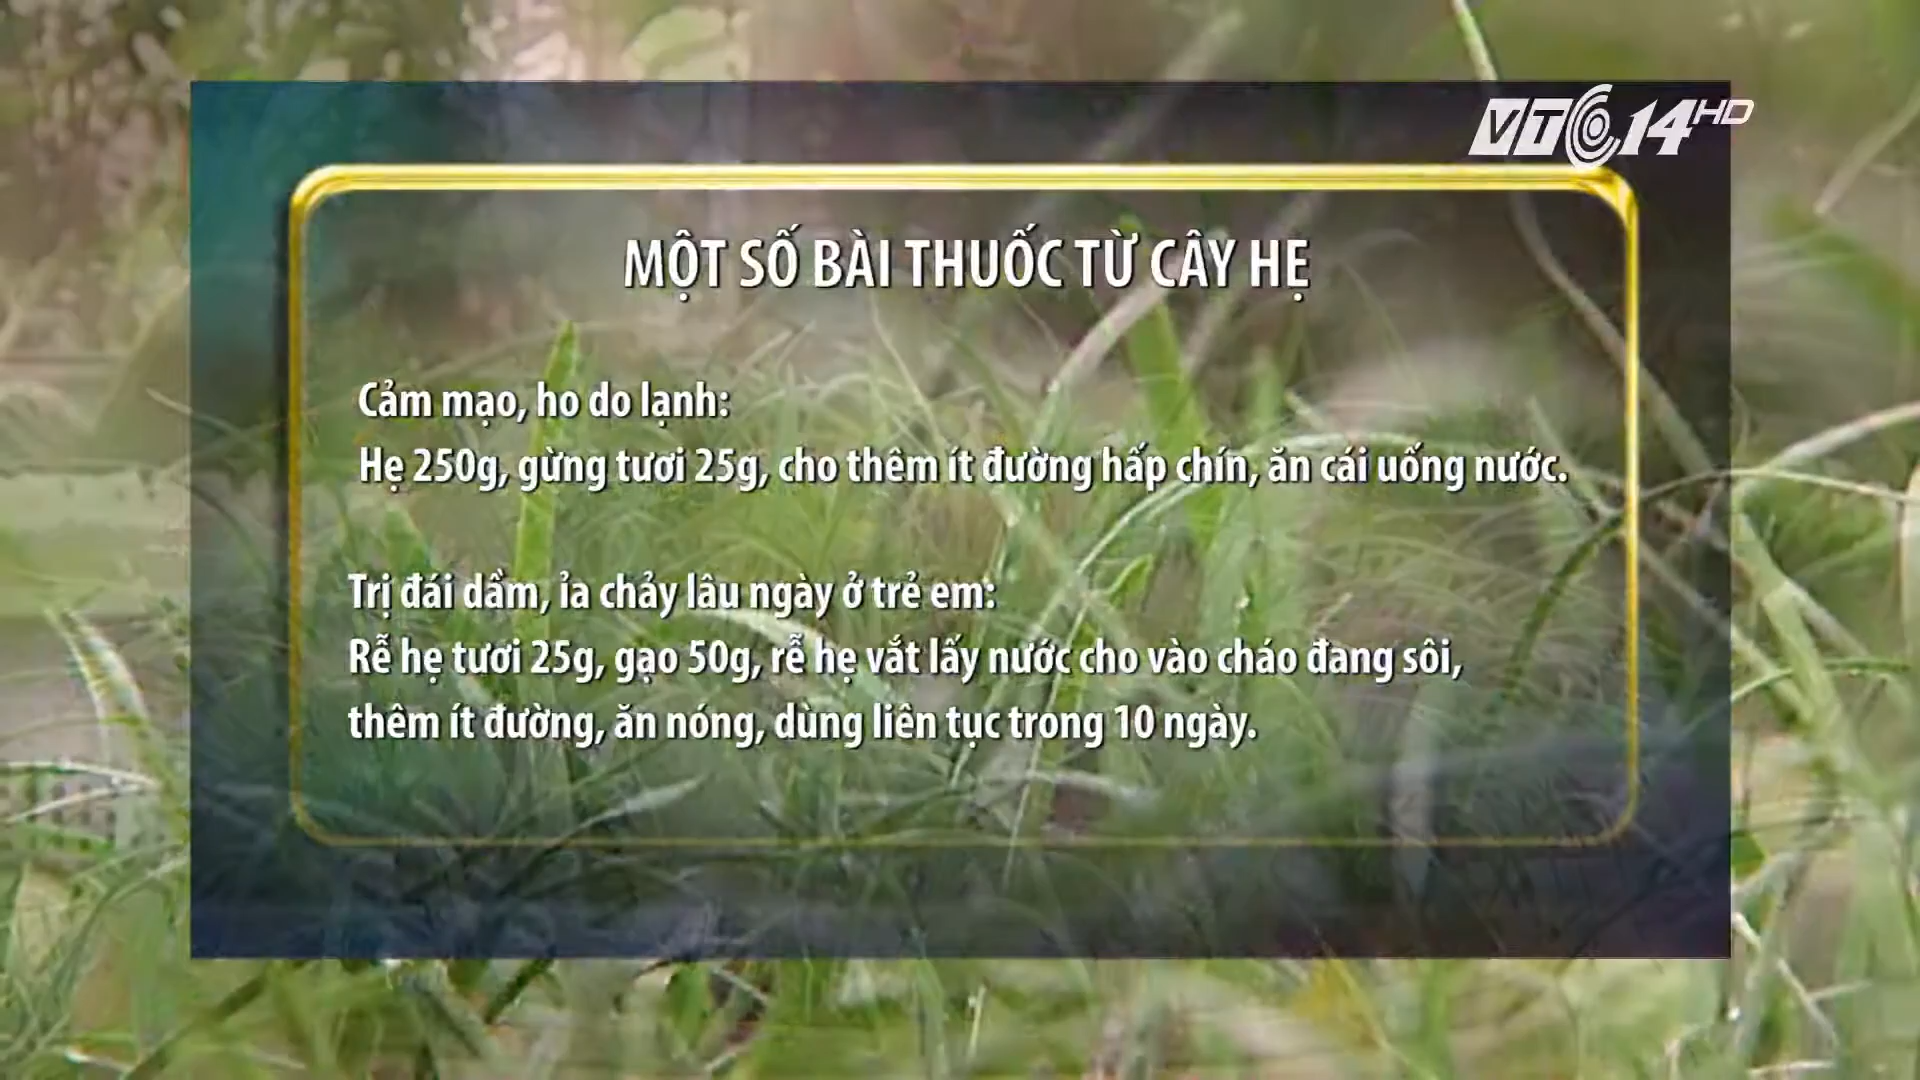 VTC14 HD
MỘT SỐ BÀI THUỐC TỪ CÂY HẸ
Cảm mạo, ho do lạnh:
Hẹ 250g, gừng tươi 25g, cho thêm ít đường hấp chín, ăn cái uống nước.
Trị đái dầm, ỉa chảy lâu ngày ở trẻ em:
Rễ hẹ tươi 25g, gạo 50g, rễ hẹ vắt lấy nước cho vào cháo đang sôi,
thêm ít đường, ăn nóng, dùng liên tục trong 10 ngày.